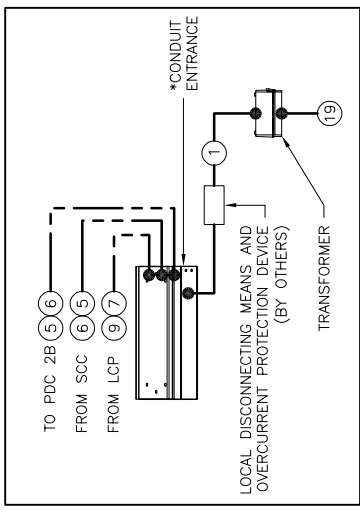 TO PDC 2B 5 6
FROM SCC 6 5
FROM LCP 9 7
*CONDUIT
ENTRANCE
1
LOCAL DISCONNECTING MEANS AND
OVERCURRENT PROTECTION DEVICE
(BY OTHERS)
TRANSFORMER
19